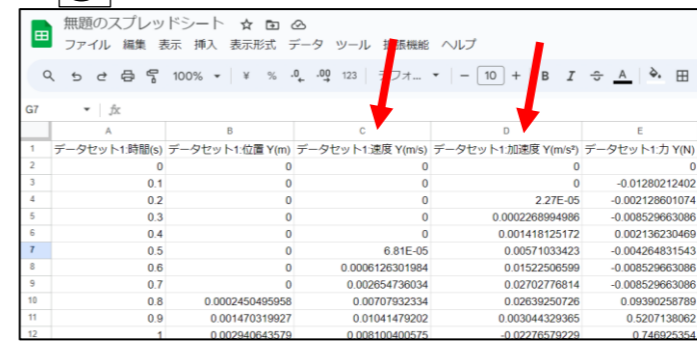 無題のスプレッドシート
ファイル 編集 表示 挿入 表示形式 データ ツール 拡張機能 ヘルプ
100% ¥ % .0 .00 123 デフォ... − 10 + B I A
G7 fx
A B C D E
1 データセット1:時間(s) データセット1:位置 Y(m) データセット1:速度 Y(m/s) データセット1:加速度 Y(m/s²) データセット1:力 Y(N)
2 0 0 0 0 0
3 0.1 0 0 0 -0.01280212402
4 0.2 0 0 2.27E-05 -0.002128601074
5 0.3 0 0 0.0002268994986 -0.008529663086
6 0.4 0 0 0.001418125172 0.002136230469
7 0.5 0 6.81E-05 0.00571033423 -0.004264831543
8 0.6 0 0.0006126301984 0.01522506599 -0.008529663086
9 0.7 0 0.002654736034 0.02702776814 -0.008529663086
10 0.8 0.0002450495958 0.00707932334 0.02639250726 0.09390258789
11 0.9 0.001470319927 0.01041479202 0.003044329365 0.5207138062
12 1 0.002940643579 0.008100400575 -0.02276579229 0.746925354